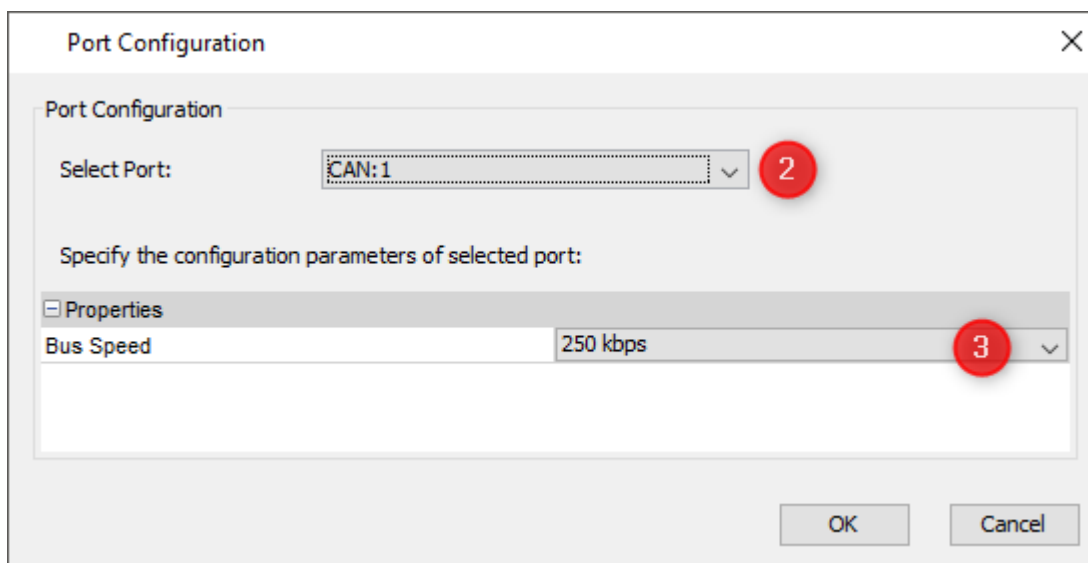 Port Configuration
Port Configuration
Select Port: CAN:1 2
Specify the configuration parameters of selected port:
Properties
Bus Speed 250 kbps 3
OK Cancel